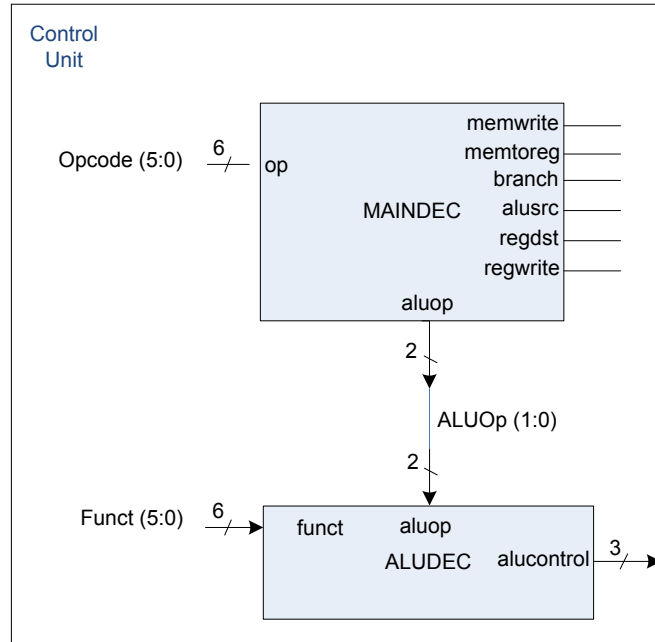 Control
Unit
memwrite
6
memtoreg
Opcode (5:0)
op
branch
MAINDEC
alusrc
regdst
regwrite
aluop
2
ALUOp (1:0)
2
Funct (5:0)
6
funct
aluop
ALUDEC
alucontrol
3